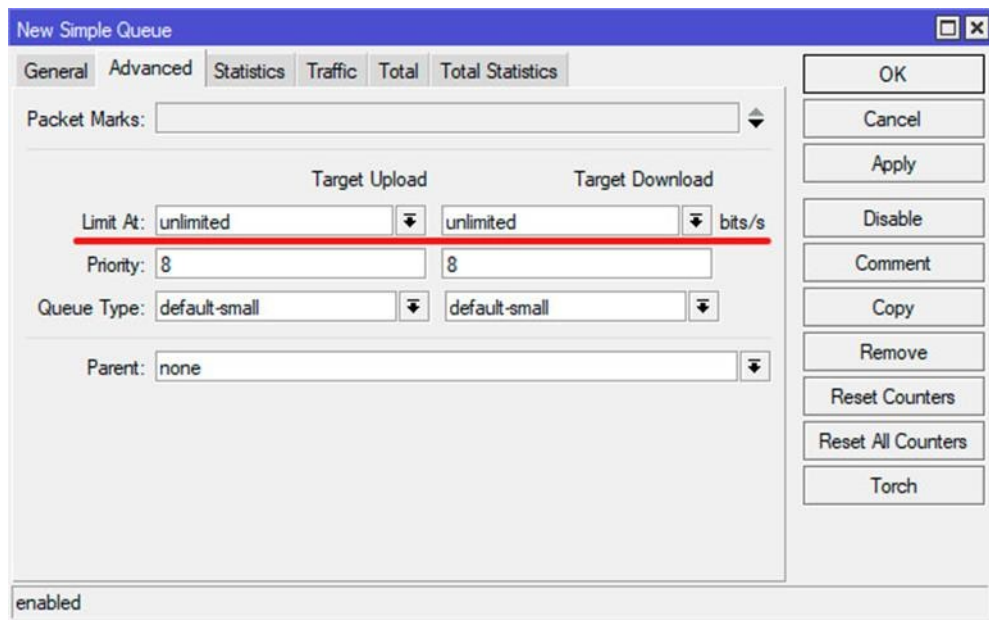 New Simple Queue
General Advanced Statistics Traffic Total Total Statistics
Packet Marks:
Target Upload Target Download
Limit At: unlimited unlimited bits/s
Priority: 8 8
Queue Type: default-small default-small
Parent: none
OK
Cancel
Apply
Disable
Comment
Copy
Remove
Reset Counters
Reset All Counters
Torch
enabled